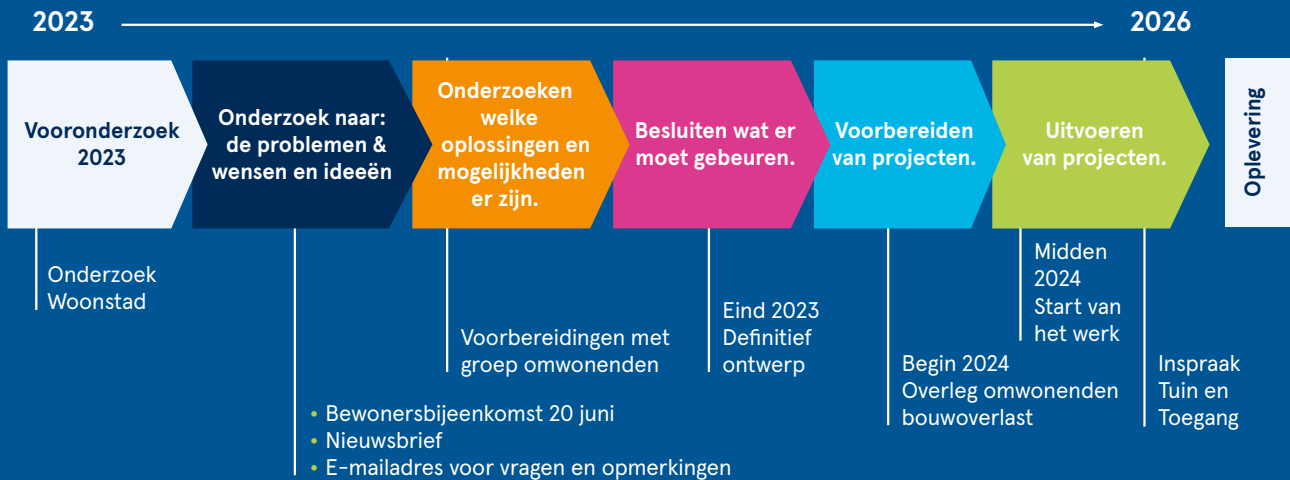 2023
2026
Vooronderzoek
2023
Onderzoek naar:
de problemen &
wensen en ideeën
Onderzoeken
welke
oplossingen en
mogelijkheden
er zijn.
Besluiten wat er
moet gebeuren.
Voorbereiden
van projecten.
Uitvoeren
van projecten.
Oplevering
Onderzoek
Woonstad
• Bewonersbijeenkomst 20 juni
• Nieuwsbrief
• E-mailadres voor vragen en opmerkingen
Voorbereidingen met
groep omwonenden
Eind 2023
Definitief
ontwerp
Begin 2024
Overleg omwonenden
bouwoverlast
Midden
2024
Start van
het werk
Inspraak
Tuin en
Toegang